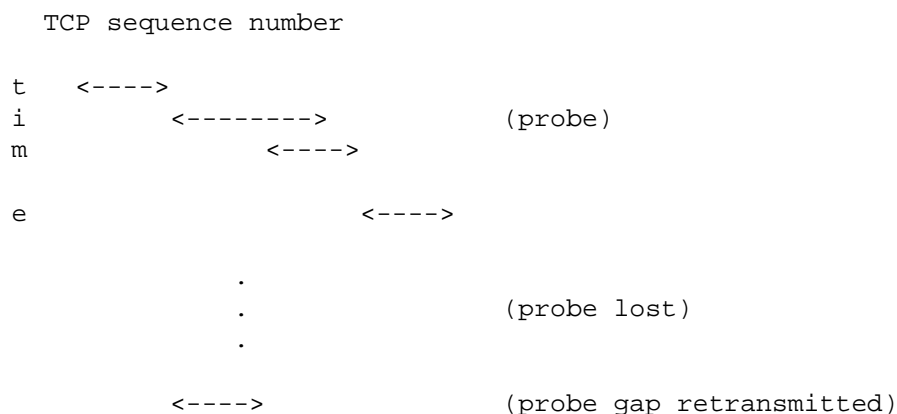 TCP sequence number
t <---->
i <--------> (probe)
m <---->
e <---->
.
. (probe lost)
.
<----> (probe gap retransmitted)